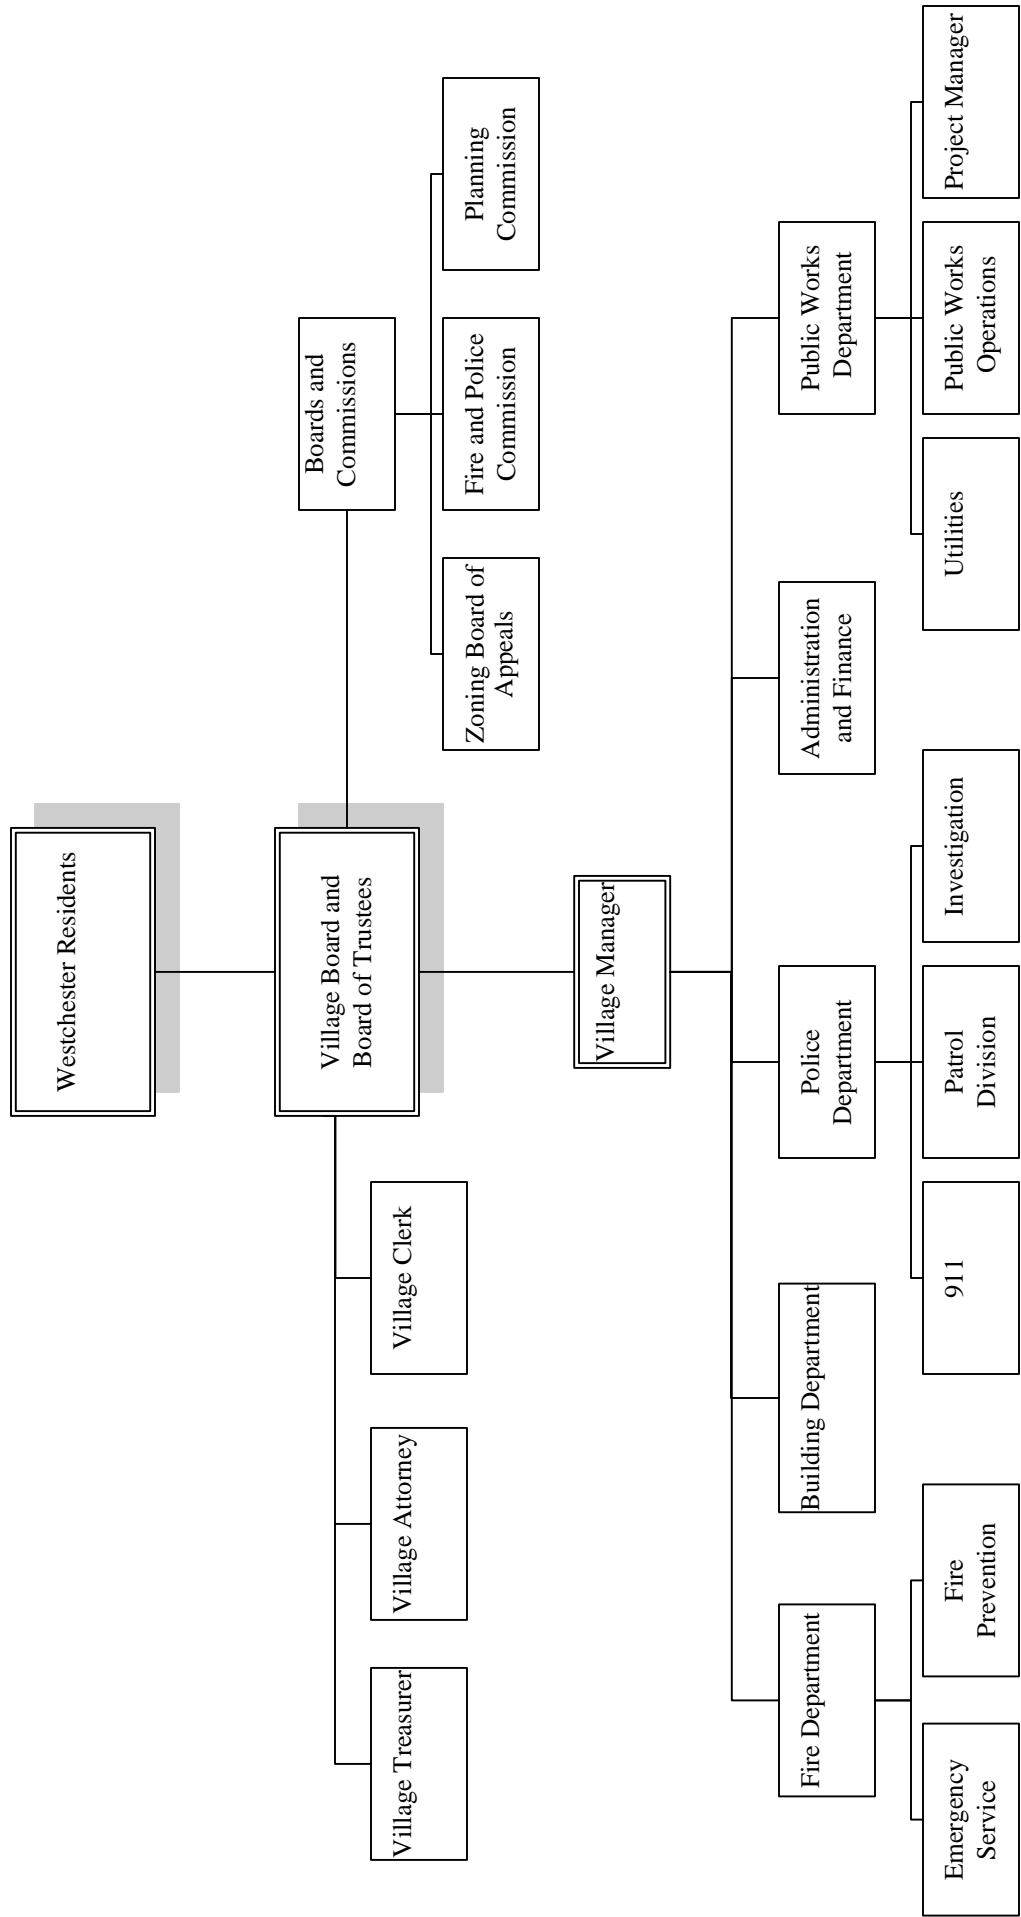 Westchester Residents
Village Board and
Board of Trustees
Boards and
Commissions
Village Treasurer
Village Attorney
Village Clerk
Zoning Board of
Appeals
Fire and Police
Commission
Planning
Commission
Village Manager
Fire Department
Building Department
Police
Department
Administration
and Finance
Public Works
Department
Emergency
Service
Fire
Prevention
911
Patrol
Division
Investigation
Utilities
Public Works
Operations
Project Manager